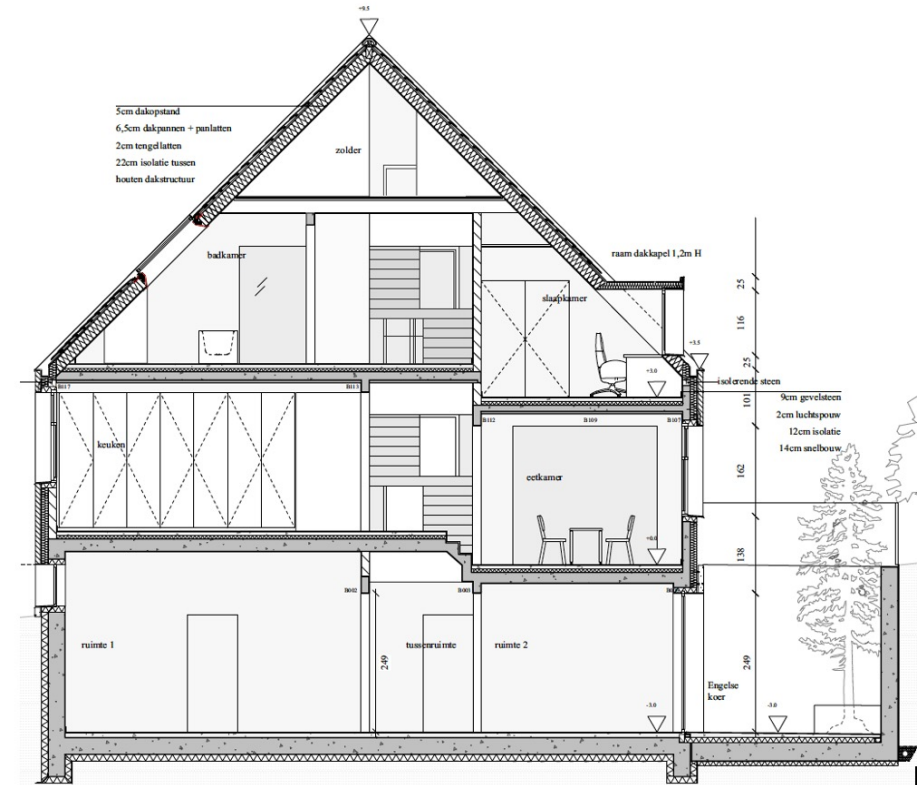 +9.5
5cm dakopstand
6,5cm dakpannen + panlatten
2cm tengellatten
22cm isolatie tussen
houten dakstructuur
zolder
badkamer
raam dakkapel 1,2m H
slaapkamer
25
116
25
101
162
138
249
+3.5
+3.0
isolerende steen
9cm gevelsteen
2cm luchtspouw
12cm isolatie
14cm snelbouw
B117
B113
B112
B109
B107
keuken
eetkamer
+0.0
B002
B003
ruimte 1
249
tussenruimte
ruimte 2
Engelse
koer
-3.0
-3.0